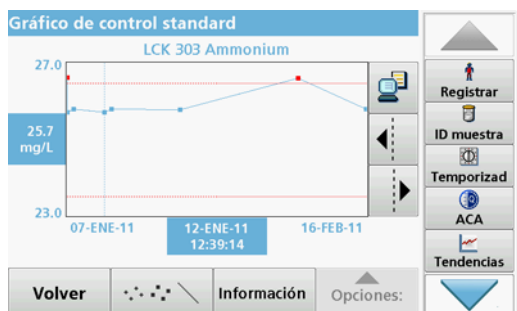 Gráfico de control standard
LCK 303 Ammonium
27.0
25.7
mg/L
23.0
07-ENE-11
12-ENE-11
12:39:14
16-FEB-11
Volver
Información
Opciones:
Registrar
ID muestra
Temporizad
ACA
Tendencias